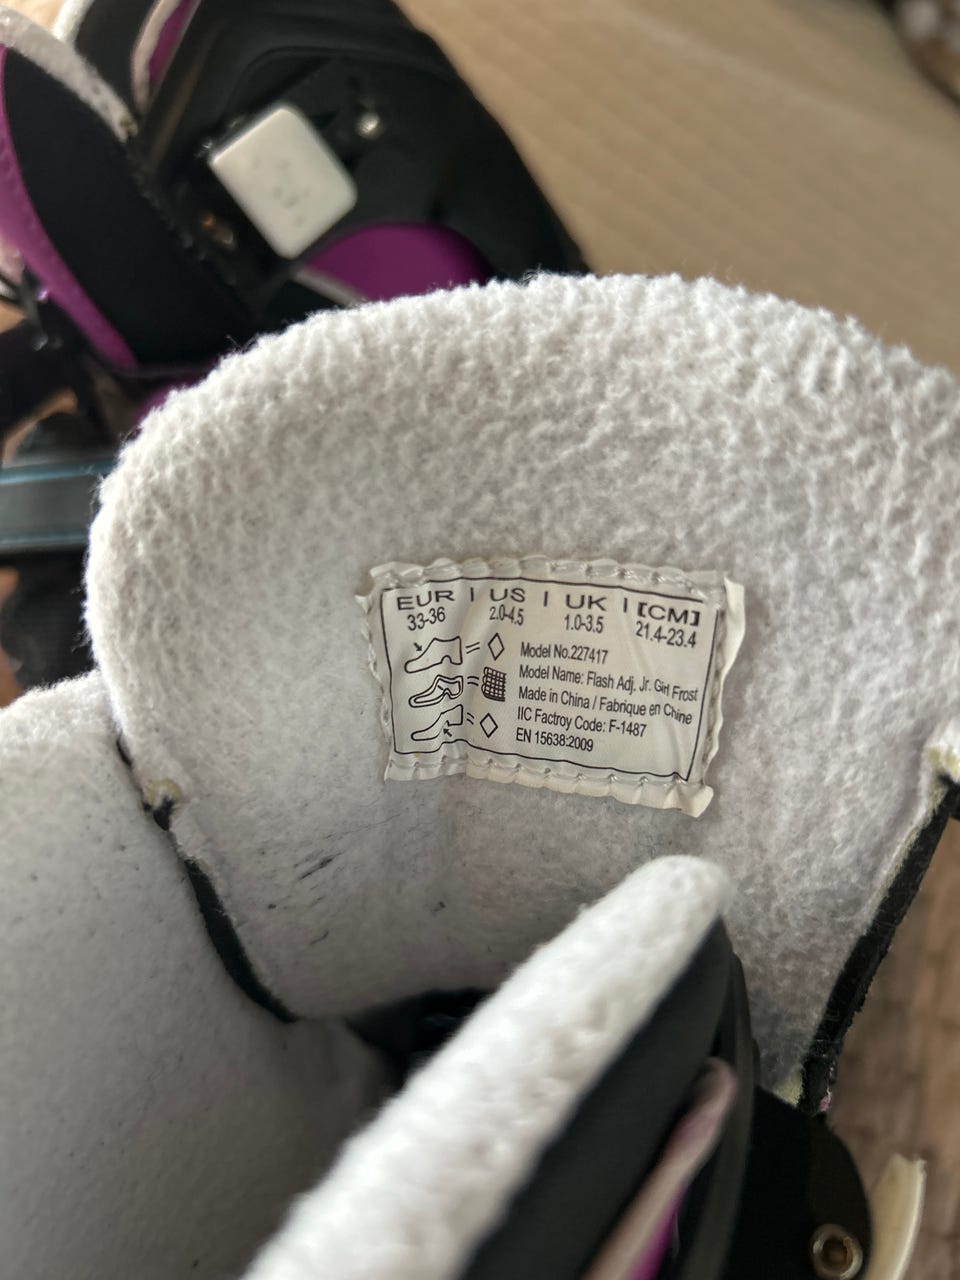 EUR | US | UK | [CM]
33-36 2.0-4.5 1.0-3.5 21.4-23.4
Model No.227417
Model Name: Flash Adj. Jr. Girl Frost
Made in China / Fabrique en Chine
IIC Factroy Code: F-1487
EN 15638:2009